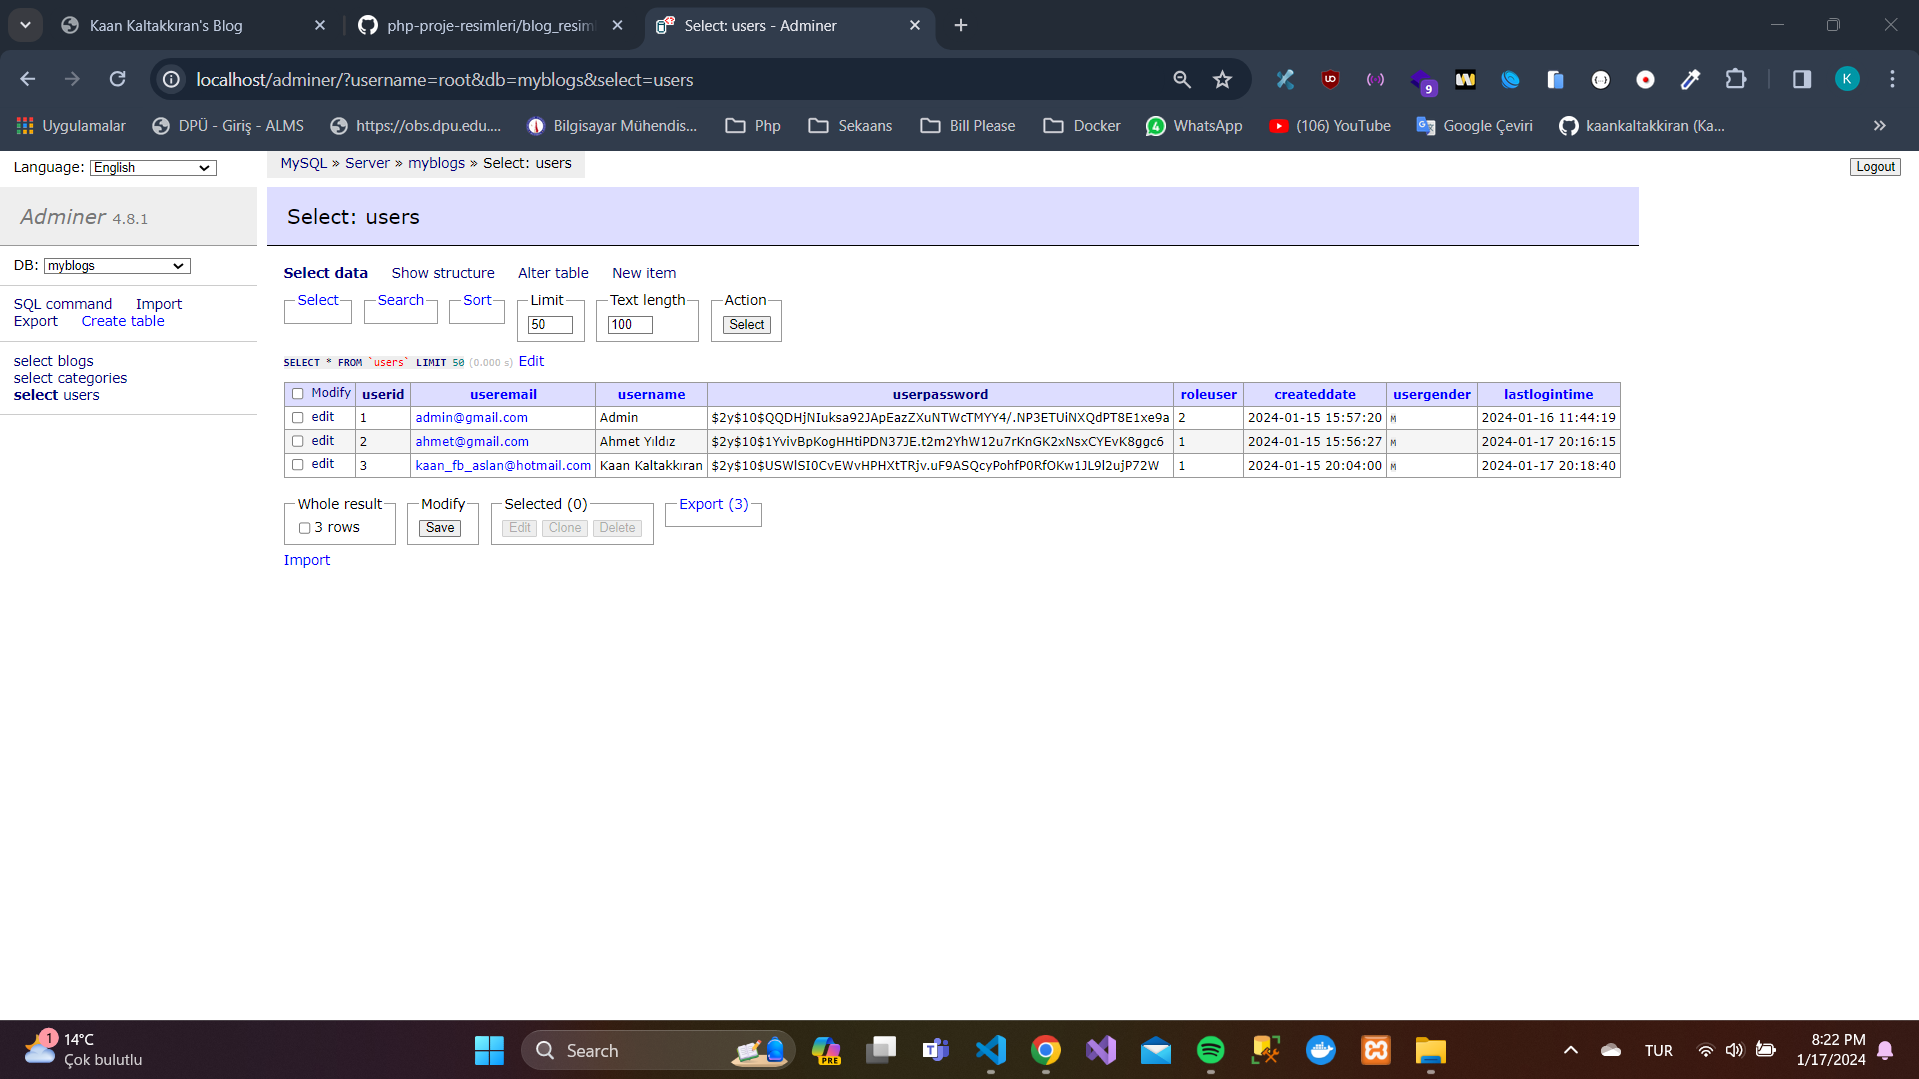 Kaan Kaltakkıran's Blog
php-proje-resimleri/blog_resiml
Select: users - Adminer
localhost/adminer/?username=root&db=myblogs&select=users
9
K
Uygulamalar
DPÜ - Giriş - ALMS
https://obs.dpu.edu....
Bilgisayar Mühendis...
Php
Sekaans
Bill Please
Docker
WhatsApp
(106) YouTube
Google Çeviri
kaankaltakkiran (Ka...
Language: English
MySQL » Server » myblogs » Select: users
Logout
Adminer 4.8.1
Select: users
DB: myblogs
SQL command Import
Export Create table
select blogs
select categories
select users
Select data Show structure Alter table New item
Select Search Sort Limit Text length Action
50 100 Select
SELECT * FROM `users` LIMIT 50 (0.000 s) Edit
Modify userid useremail username userpassword roleuser createddate usergender lastlogintime
edit 1 admin@gmail.com Admin $2y$10$QQDHjNIuksa92JApEazZXuNTWcTMYY4/.NP3ETUiNXQdPT8E1xe9a 2 2024-01-15 15:57:20 M 2024-01-16 11:44:19
edit 2 ahmet@gmail.com Ahmet Yıldız $2y$10$1YvivBpKogHHtiPDN37JE.t2m2YhW12u7rKnGK2xNsxCYEvK8ggc6 1 2024-01-15 15:56:27 M 2024-01-17 20:16:15
edit 3 kaan_fb_aslan@hotmail.com Kaan Kaltakkıran $2y$10$USWlSI0CvEWvHPHXtTRjv.uF9ASQcyPohfP0RfOKw1JL9l2ujP72W 1 2024-01-15 20:04:00 M 2024-01-17 20:18:40
Whole result Modify Selected (0) Export (3)
3 rows Save Edit Clone Delete
Import
1
14°C
Çok bulutlu
Search
PRE
TUR
8:22 PM
1/17/2024